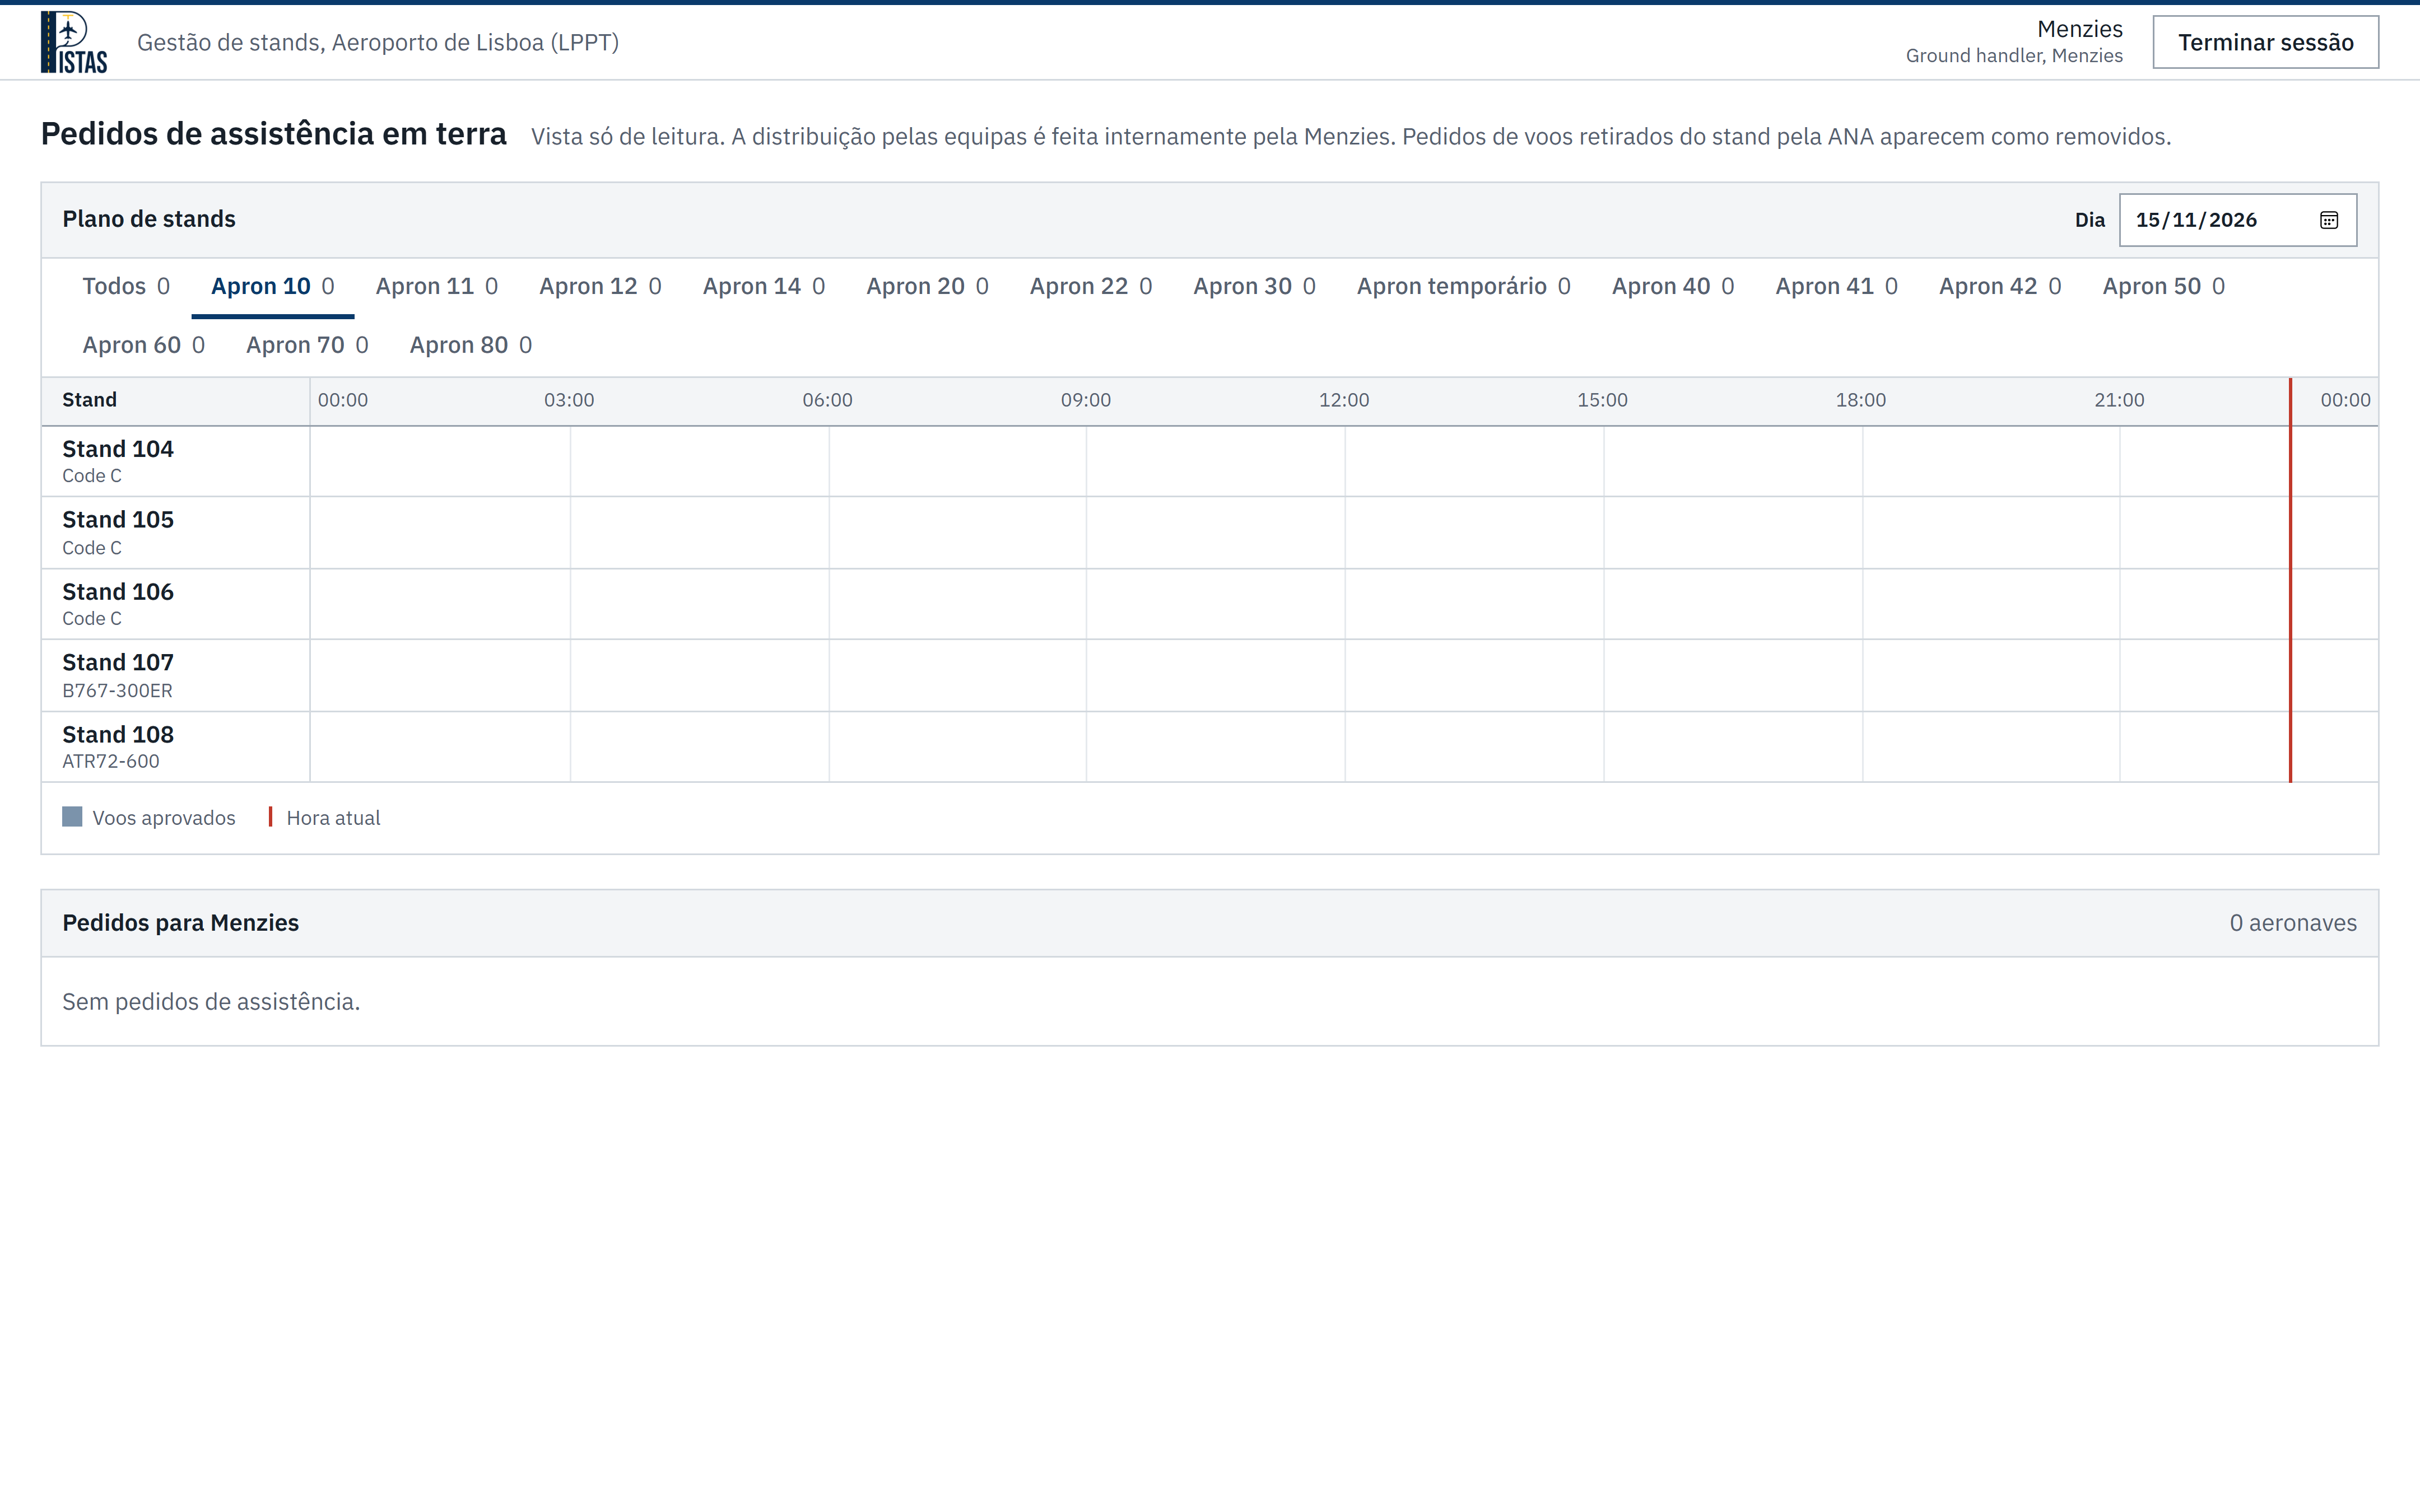 PISTAS
Gestão de stands, Aeroporto de Lisboa (LPPT)
Menzies
Ground handler, Menzies
Terminar sessão
Pedidos de assistência em terra
Vista só de leitura. A distribuição pelas equipas é feita internamente pela Menzies. Pedidos de voos retirados do stand pela ANA aparecem como removidos.
Plano de stands
Dia 15/11/2026
Todos 0 Apron 10 0 Apron 11 0 Apron 12 0 Apron 14 0 Apron 20 0 Apron 22 0 Apron 30 0 Apron temporário 0 Apron 40 0 Apron 41 0 Apron 42 0 Apron 50 0
Apron 60 0 Apron 70 0 Apron 80 0
Stand 00:00 03:00 06:00 09:00 12:00 15:00 18:00 21:00 00:00
Stand 104
Code C
Stand 105
Code C
Stand 106
Code C
Stand 107
B767-300ER
Stand 108
ATR72-600
Voos aprovados Hora atual
Pedidos para Menzies
0 aeronaves
Sem pedidos de assistência.